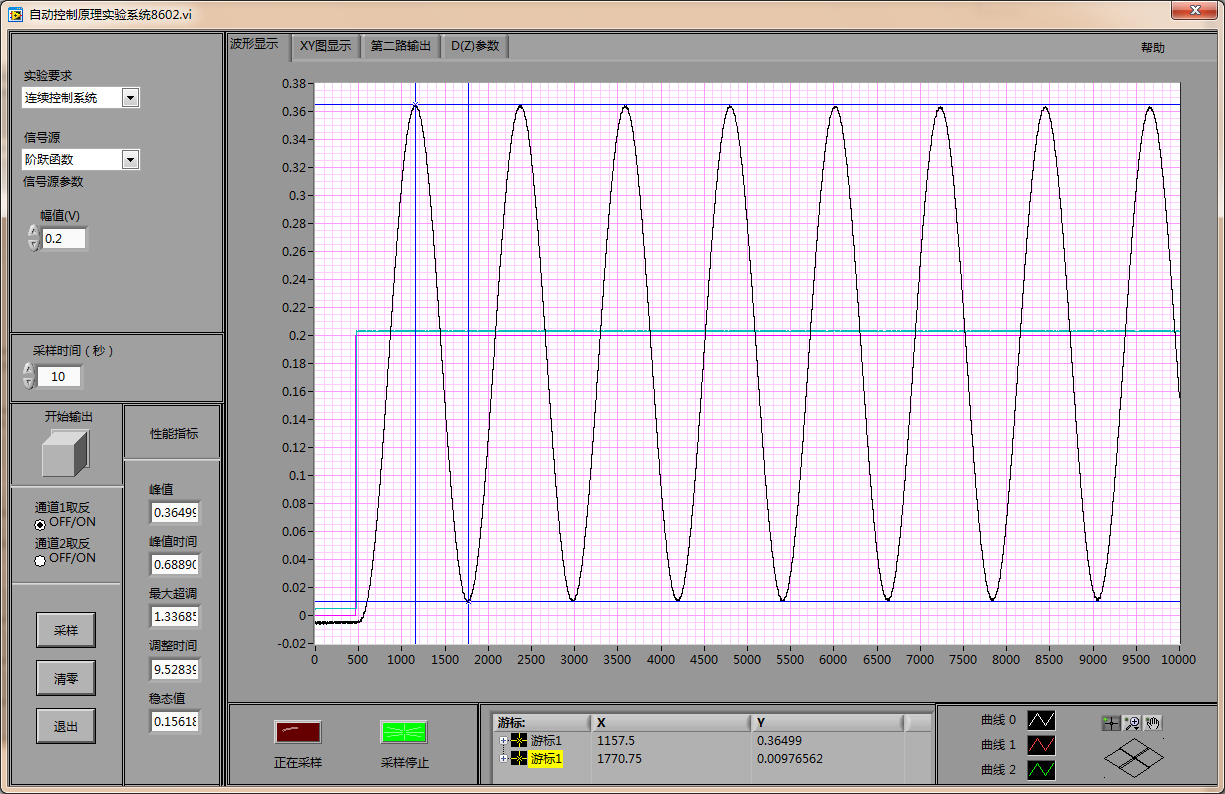 自动控制原理实验系统8602.vi
波形显示 XY图显示 第二路输出 D(Z)参数 帮助
实验要求
连续控制系统
信号源
阶跃函数
信号源参数
幅值(V)
0.2
采样时间（秒）
10
开始输出
性能指标
通道1取反
OFF/ON
通道2取反
OFF/ON
采样
清零
退出
峰值
0.36499
峰值时间
0.68890
最大超调
1.33685
调整时间
9.52839
稳态值
0.15618
0.38
0.36
0.34
0.32
0.3
0.28
0.26
0.24
0.22
0.2
0.18
0.16
0.14
0.12
0.1
0.08
0.06
0.04
0.02
0
-0.02
0 500 1000 1500 2000 2500 3000 3500 4000 4500 5000 5500 6000 6500 7000 7500 8000 8500 9000 9500 10000
正在采样
采样停止
游标: X Y
游标1 1157.5 0.36499
游标1 1770.75 0.00976562
曲线 0
曲线 1
曲线 2